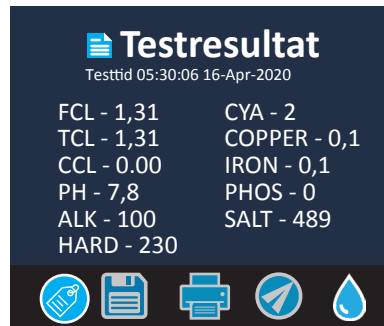 Testresultat
Testtid 05:30:06 16-Apr-2020
FCL - 1,31
TCL - 1,31
CCL - 0.00
PH - 7,8
ALK - 100
HARD - 230
CYA - 2
COPPER - 0,1
IRON - 0,1
PHOS - 0
SALT - 489